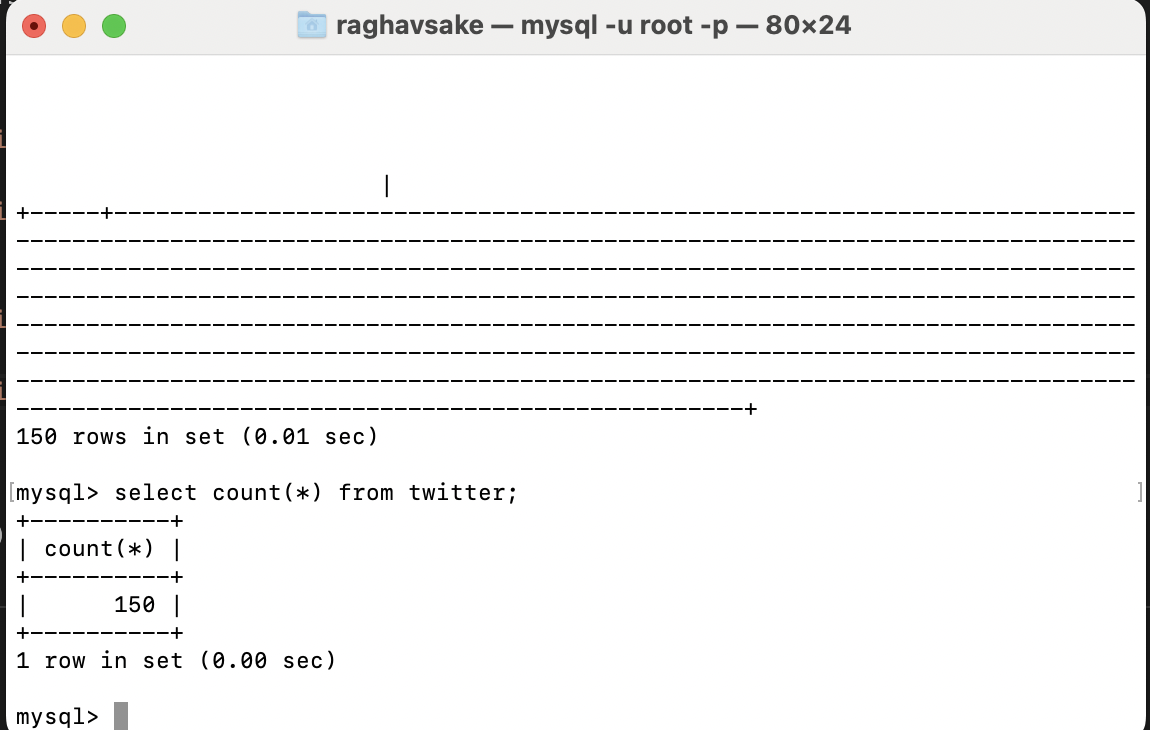 raghavsake — mysql -u root -p — 80×24
|
+-----+-------------------------------------------------------------------------
--------------------------------------------------------------------------------
--------------------------------------------------------------------------------
--------------------------------------------------------------------------------
--------------------------------------------------------------------------------
--------------------------------------------------------------------------------
--------------------------------------------------------------------------------
----------------------------------------------------+
150 rows in set (0.01 sec)
[mysql> select count(*) from twitter; ]
+----------+
| count(*) |
+----------+
|      150 |
+----------+
1 row in set (0.00 sec)
mysql>